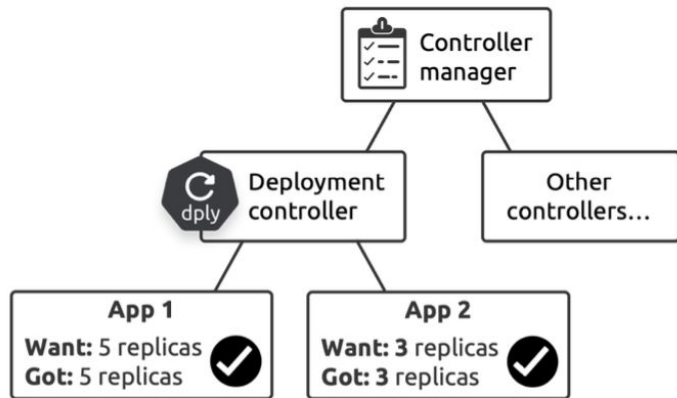 Controller
manager
Deployment
controller
dply
Other
controllers...
App 1
Want: 5 replicas
Got: 5 replicas
App 2
Want: 3 replicas
Got: 3 replicas